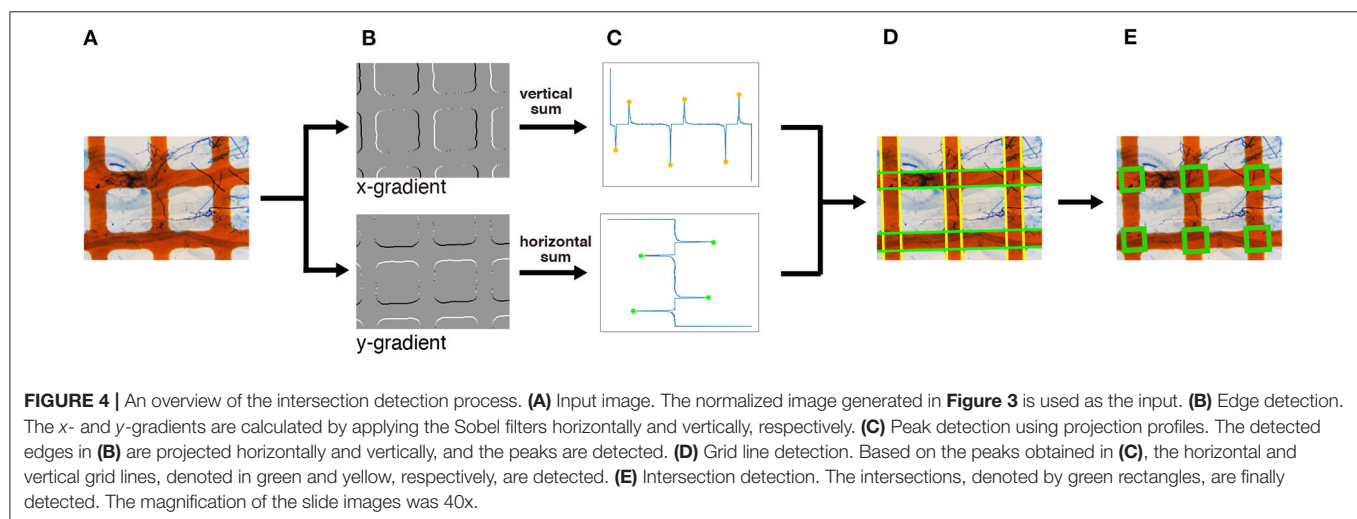 A
B
C
D
E
vertical
sum
x-gradient
horizontal
sum
y-gradient
FIGURE 4 | An overview of the intersection detection process. (A) Input image. The normalized image generated in Figure 3 is used as the input. (B) Edge detection.
The x- and y-gradients are calculated by applying the Sobel filters horizontally and vertically, respectively. (C) Peak detection using projection profiles. The detected
edges in (B) are projected horizontally and vertically, and the peaks are detected. (D) Grid line detection. Based on the peaks obtained in (C), the horizontal and
vertical grid lines, denoted in green and yellow, respectively, are detected. (E) Intersection detection. The intersections, denoted by green rectangles, are finally
detected. The magnification of the slide images was 40x.